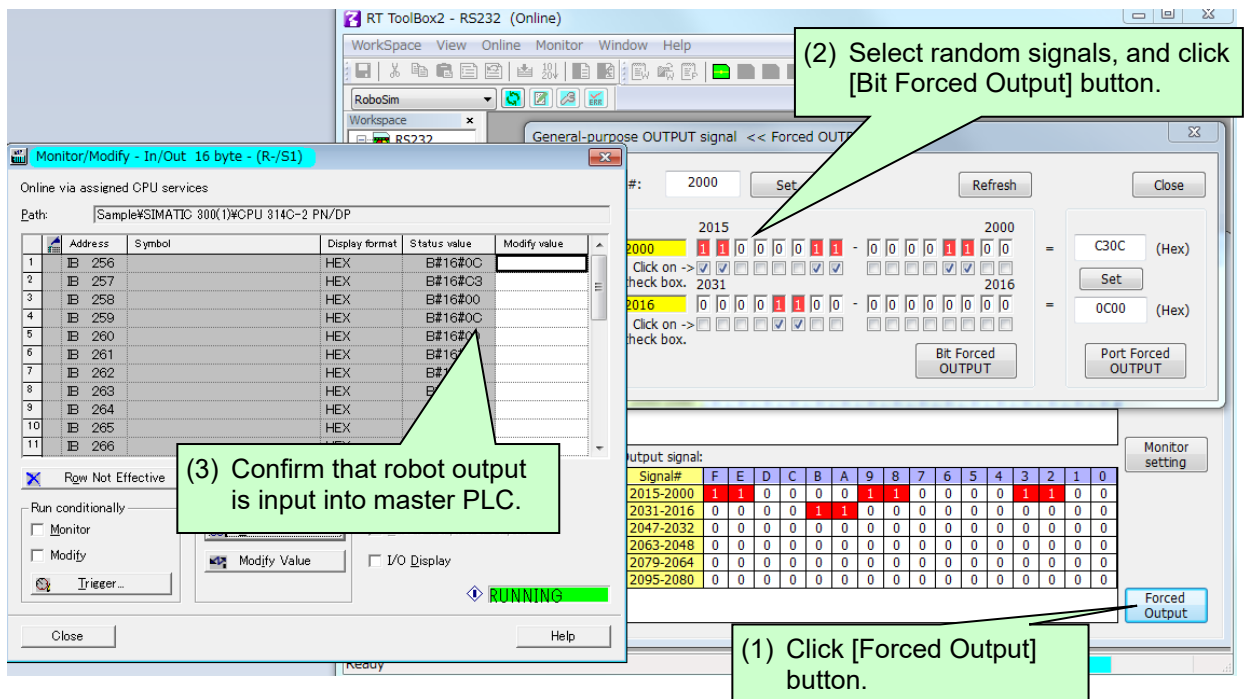 RT ToolBox2 - RS232 (Online)
WorkSpace View Online Monitor Window Help
RoboSim
Workspace ×
RS232
(2) Select random signals, and click
[Bit Forced Output] button.
General-purpose OUTPUT signal << Forced OUTP
#: 2000 Set Refresh Close
2015 2000
2000 1 1 0 0 0 0 1 1 - 0 0 0 0 1 1 0 0 = C30C (Hex)
Click on ->
check box.
Set
2031 2016
2016 0 0 0 0 1 1 0 0 - 0 0 0 0 0 0 0 0 = 0C00 (Hex)
Click on ->
check box.
Bit Forced
OUTPUT
Port Forced
OUTPUT
Monitor/Modify - In/Out 16 byte - (R-/S1)
Online via assigned CPU services
Path: Sample¥SIMATIC 300(1)¥CPU 314C-2 PN/DP
Address Symbol Display format Status value Modify value
1 IB 256 HEX B#16#0C
2 IB 257 HEX B#16#C3
3 IB 258 HEX B#16#00
4 IB 259 HEX B#16#0C
5 IB 260 HEX B#16#0
6 IB 261 HEX B#16
7 IB 262 HEX B#1
8 IB 263 HEX B
9 IB 264 HEX
10 IB 265 HEX
11 IB 266
Row Not Effective
(3) Confirm that robot output
is input into master PLC.
Run conditionally
Monitor
Modify
Trigger...
Modify Value
I/O Display
RUNNING
Close Help
Output signal:
Monitor
setting
Signal# F E D C B A 9 8 7 6 5 4 3 2 1 0
2015-2000 1 1 0 0 0 0 1 1 0 0 0 0 1 1 0 0
2031-2016 0 0 0 0 1 1 0 0 0 0 0 0 0 0 0 0
2047-2032 0 0 0 0 0 0 0 0 0 0 0 0 0 0 0 0
2063-2048 0 0 0 0 0 0 0 0 0 0 0 0 0 0 0 0
2079-2064 0 0 0 0 0 0 0 0 0 0 0 0 0 0 0 0
2095-2080 0 0 0 0 0 0 0 0 0 0 0 0 0 0 0 0
Forced
Output
(1) Click [Forced Output]
button.
Ready